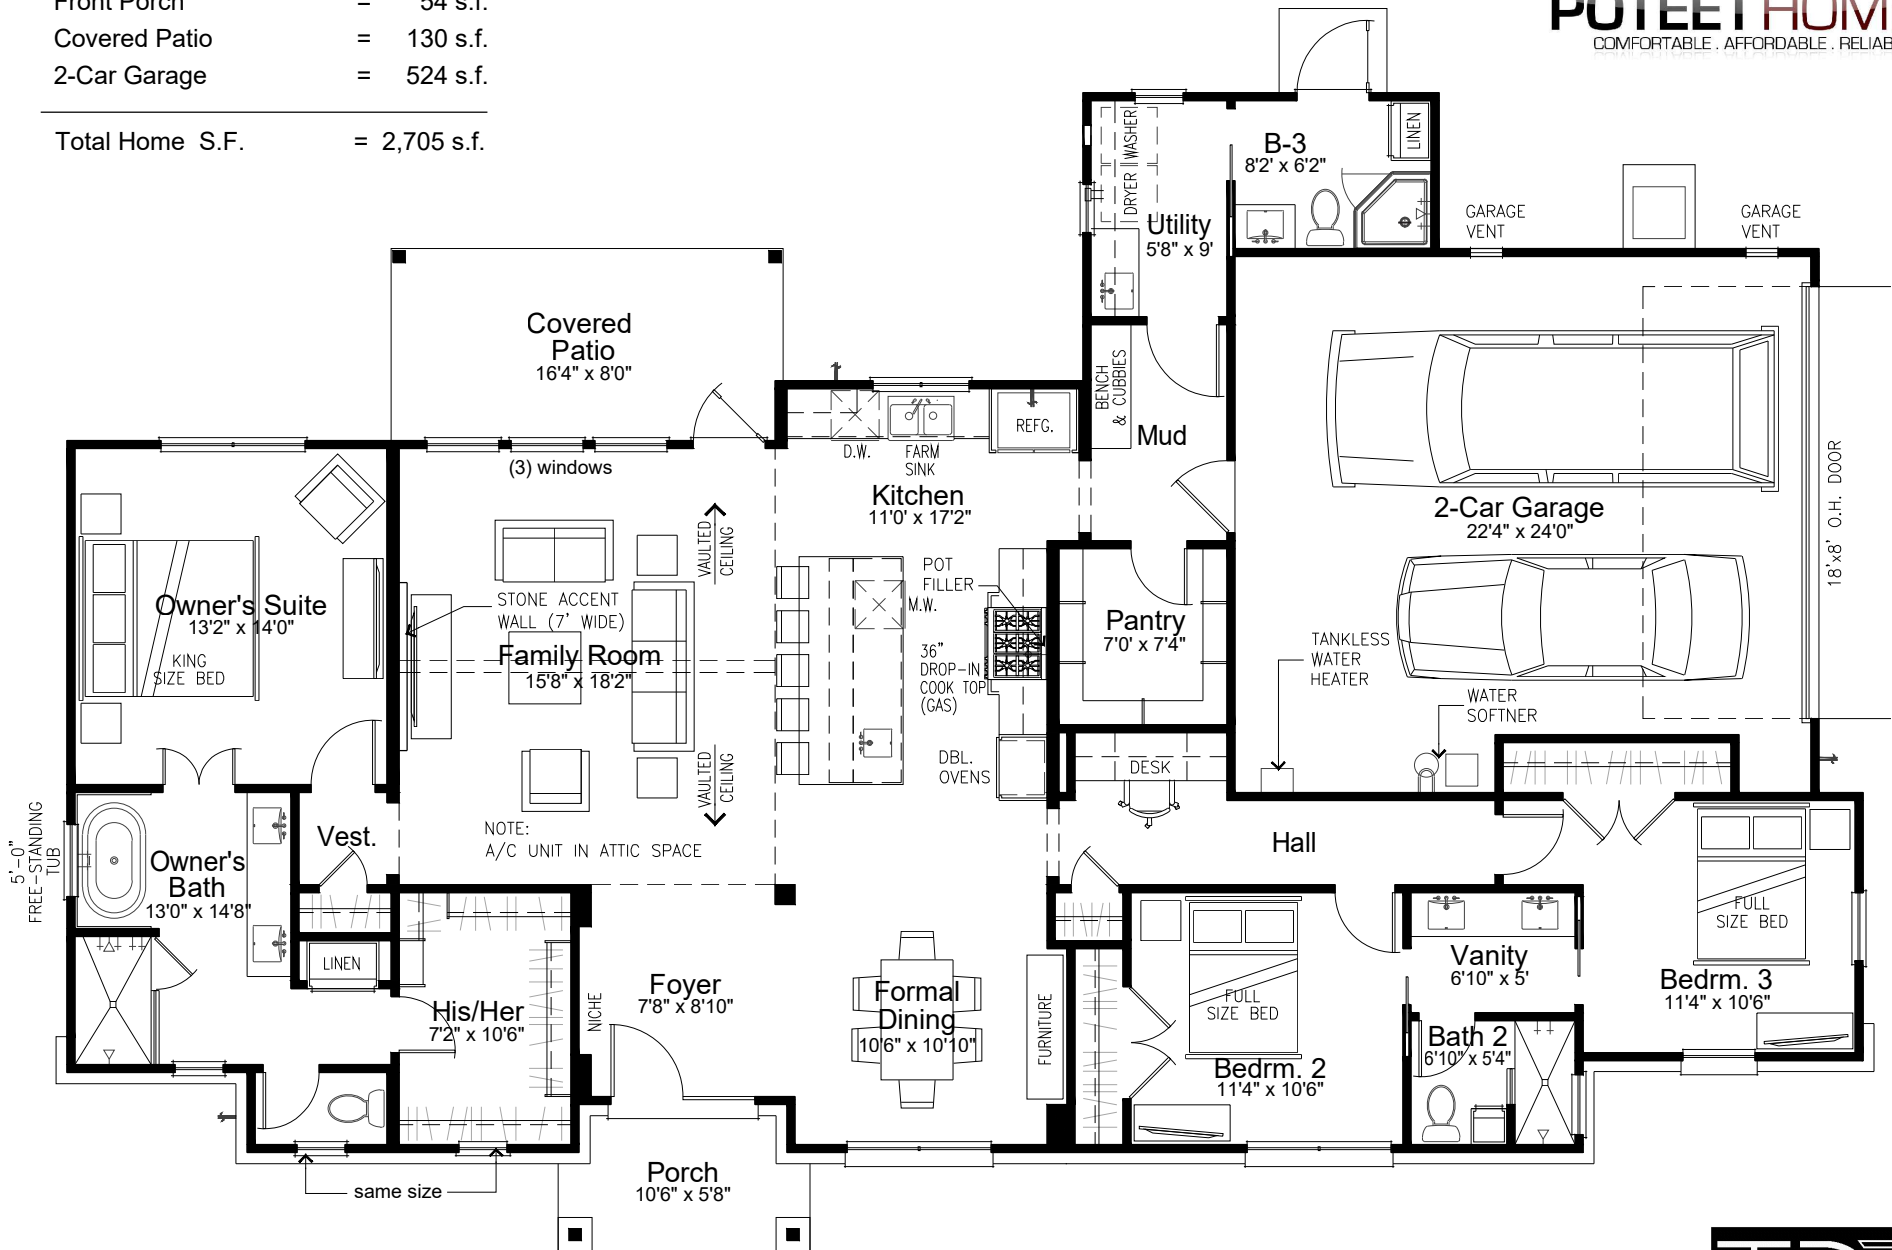 Front Porch = 54 s.f.
Covered Patio = 130 s.f.
2-Car Garage = 524 s.f.
Total Home S.F. = 2,705 s.f.
POTEET HOM
COMFORTABLE . AFFORDABLE . RELIAB
B-3
8'2' x 6'2"
LINEN
WASHER
DRYER
Utility
5'8" x 9'
GARAGE
VENT
GARAGE
VENT
Covered
Patio
16'4" x 8'0"
BENCH
& CUBBIES
Mud
REFG.
D.W.
FARM
SINK
(3) windows
Kitchen
11'0' x 17'2"
2-Car Garage
22'4" x 24'0"
18'x8' O.H. DOOR
VAULTED
CEILING
POT
FILLER
M.W.
STONE ACCENT
WALL (7' WIDE)
Owner's Suite
13'2" x 14'0"
KING
SIZE BED
Family Room
15'8" x 18'2"
36"
DROP-IN
COOK TOP
(GAS)
Pantry
7'0' x 7'4"
TANKLESS
WATER
HEATER
WATER
SOFTNER
DBL.
OVENS
DESK
VAULTED
CEILING
NOTE:
A/C UNIT IN ATTIC SPACE
Vest.
Hall
5'-0"
FREE-STANDING
TUB
Owner's
Bath
13'0" x 14'8"
LINEN
His/Her
7'2" x 10'6"
NICHE
Foyer
7'8" x 8'10"
Formal
Dining
10'6" x 10'10"
FURNITURE
FULL
SIZE BED
Bedrm. 2
11'4" x 10'6"
Vanity
6'10" x 5'
Bath 2
6'10" x 5'4"
FULL
SIZE BED
Bedrm. 3
11'4" x 10'6"
same size
Porch
10'6" x 5'8"